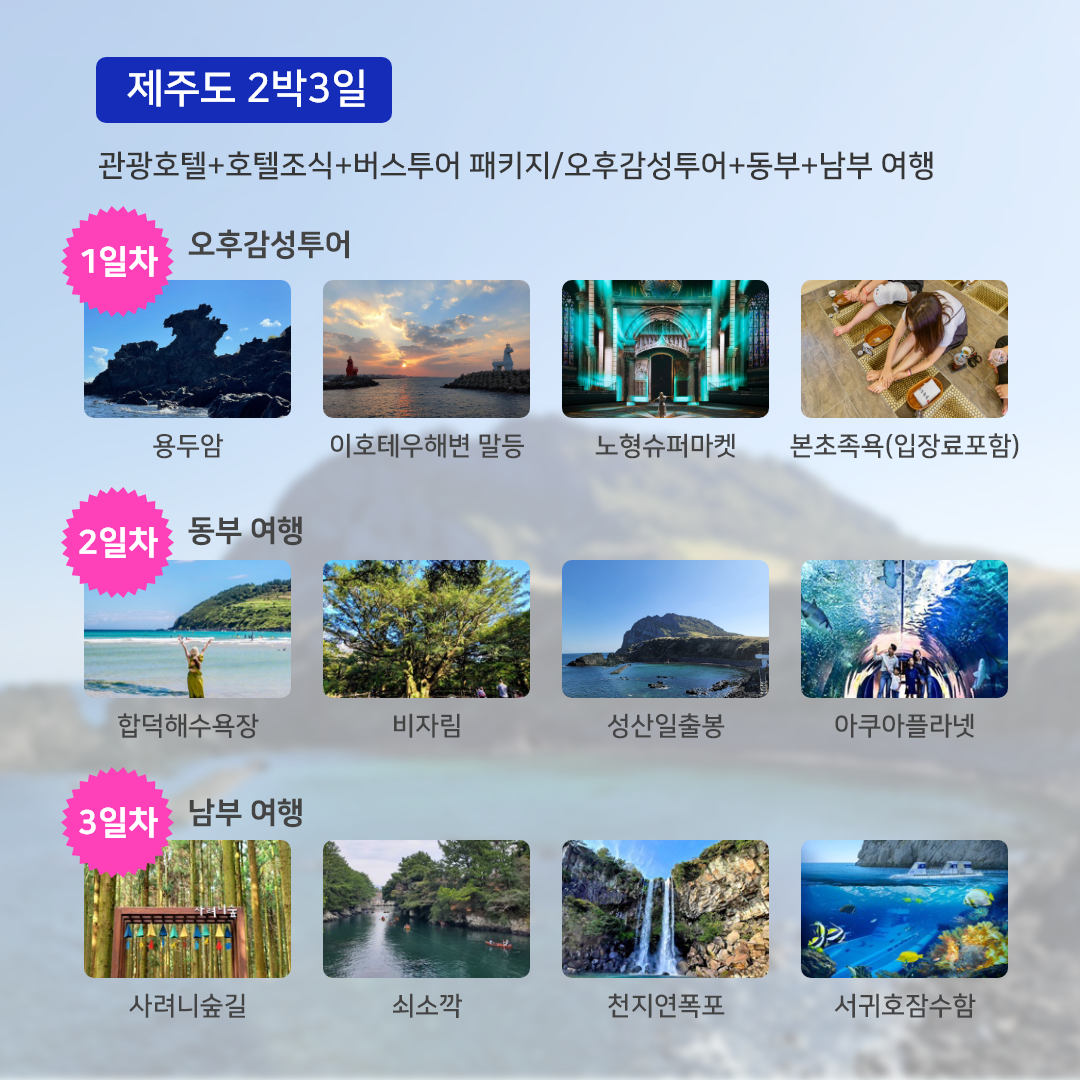 제주도 2박3일
관광호텔+호텔조식+버스투어 패키지/오후감성투어+동부+남부 여행
1일차
오후감성투어
용두암
이호테우해변 말등
노형슈퍼마켓
본초족욕(입장료포함)
2일차
동부 여행
합덕해수욕장
비자림
성산일출봉
아쿠아플라넷
3일차
남부 여행
사려니숲
사려니숲길
쇠소깍
천지연폭포
서귀호잠수함